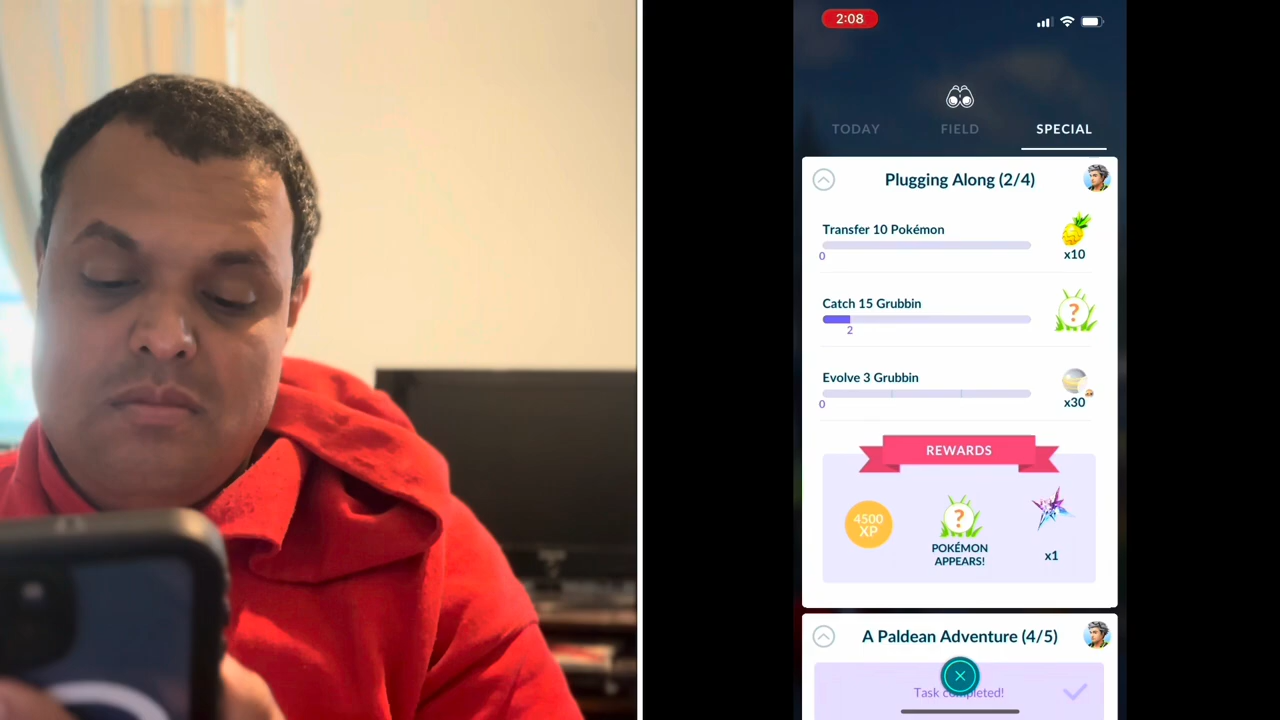 2:08
TODAY FIELD SPECIAL
Plugging Along (2/4)
Transfer 10 Pokémon
0
x10
Catch 15 Grubbin
2
?
Evolve 3 Grubbin
0
x30
REWARDS
4500
XP
?
POKÉMON
APPEARS!
x1
A Paldean Adventure (4/5)
Task completed!